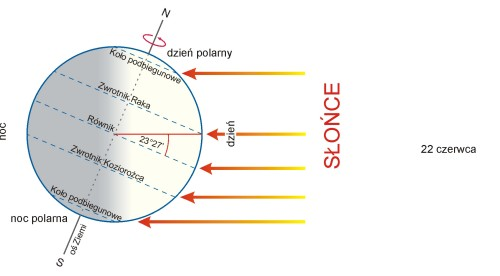 N
dzień polarny
Koło podbiegunowe
Zwrotnik Raka
Równik
23°27'
Zwrotnik Koziorożca
Koło podbiegunowe
noc
dzień
SŁOŃCE
22 czerwca
noc polarna
oś Ziemi
S